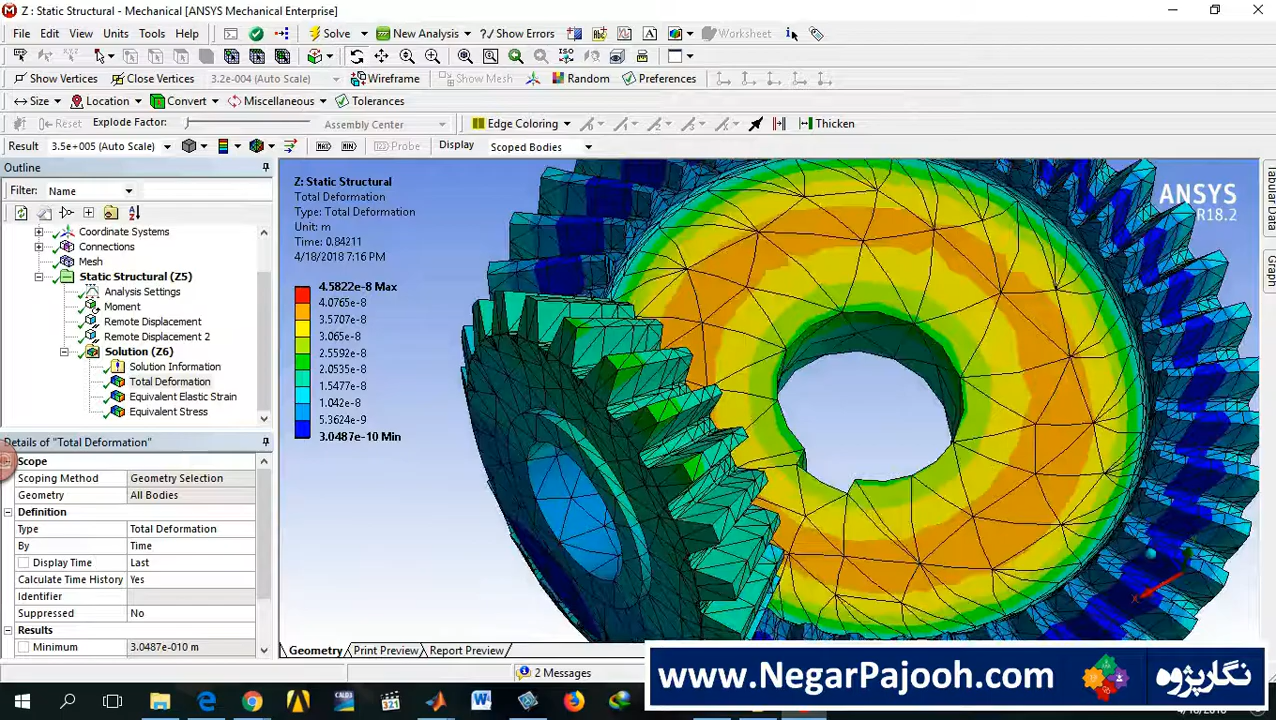 Z : Static Structural - Mechanical [ANSYS Mechanical Enterprise]
File Edit View Units Tools Help Solve New Analysis ?/ Show Errors Worksheet
Show Vertices Close Vertices 3.2e-004 (Auto Scale) Wireframe Show Mesh Random Preferences
Size Location Convert Miscellaneous Tolerances
Reset Explode Factor: Assembly Center Edge Coloring Thicken
Result 3.5e+005 (Auto Scale) Probe Display Scoped Bodies
Outline
Filter: Name
Coordinate Systems
Connections
Mesh
Static Structural (Z5)
Analysis Settings
Moment
Remote Displacement
Remote Displacement 2
Solution (Z6)
Solution Information
Total Deformation
Equivalent Elastic Strain
Equivalent Stress
Details of "Total Deformation"
Scope
Scoping Method Geometry Selection
Geometry All Bodies
Definition
Type Total Deformation
By Time
Display Time Last
Calculate Time History Yes
Identifier
Suppressed No
Results
Minimum 3.0487e-010 m
Z: Static Structural
Total Deformation
Type: Total Deformation
Unit: m
Time: 0.84211
4/18/2018 7:16 PM
4.5822e-8 Max
4.0765e-8
3.5707e-8
3.065e-8
2.5592e-8
2.0535e-8
1.5477e-8
1.042e-8
5.3624e-9
3.0487e-10 Min
ANSYS
R18.2
X
Tabular Data
Graph
Geometry Print Preview Report Preview
2 Messages
www.NegarPajooh.com نگارپژوه
4/18/2018